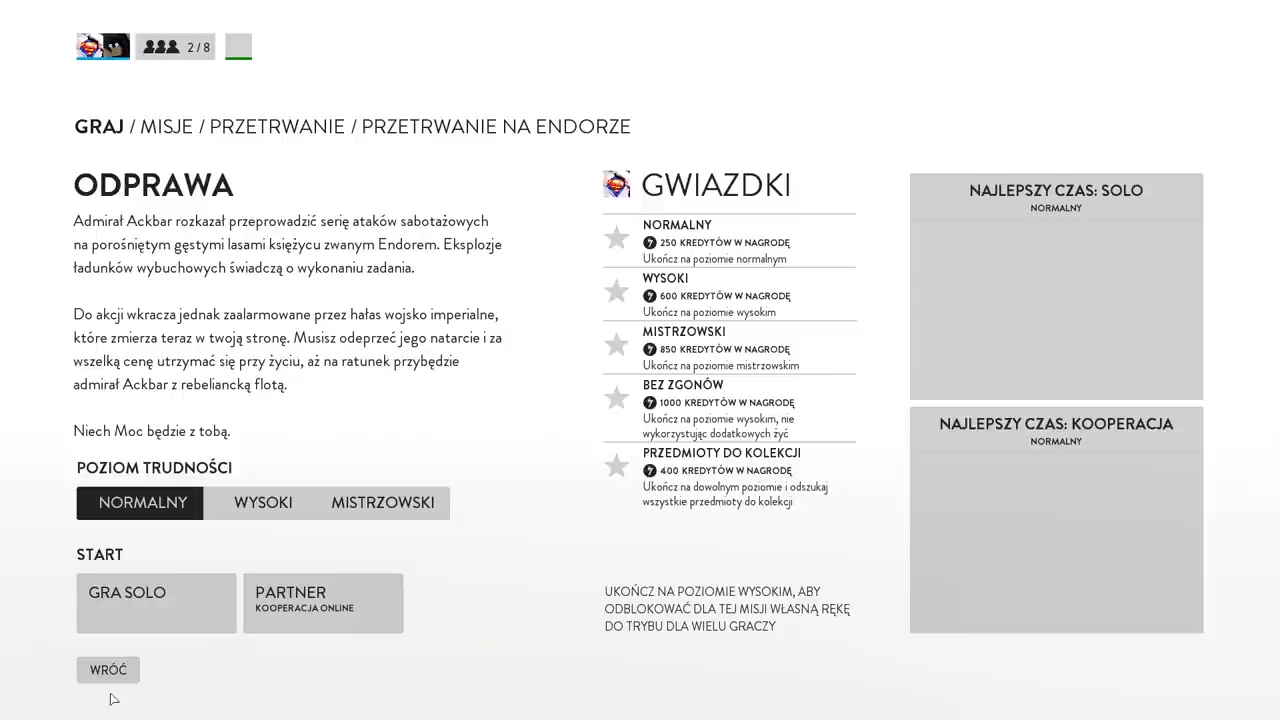 2 / 8
GRAJ / MISJE / PRZETRWANIE / PRZETRWANIE NA ENDORZE
ODPRAWA
Admirał Ackbar rozkazał przeprowadzić serię ataków sabotażowych
na porośniętym gęstymi lasami księżycu zwanym Endorem. Eksplozje
ładunków wybuchowych świadczą o wykonaniu zadania.
Do akcji wkracza jednak zaalarmowane przez hałas wojsko imperialne,
które zmierza teraz w twoją stronę. Musisz odeprzeć jego natarcie i za
wszelką cenę utrzymać się przy życiu, aż na ratunek przybędzie
admirał Ackbar z rebeliancką flotą.
Niech Moc będzie z tobą.
POZIOM TRUDNOŚCI
NORMALNY WYSOKI MISTRZOWSKI
START
GRA SOLO
PARTNER
KOOPERACJA ONLINE
WRÓĆ
GWIAZDKI
NORMALNY
250 KREDYTÓW W NAGRODĘ
Ukończ na poziomie normalnym
WYSOKI
600 KREDYTÓW W NAGRODĘ
Ukończ na poziomie wysokim
MISTRZOWSKI
850 KREDYTÓW W NAGRODĘ
Ukończ na poziomie mistrzowskim
BEZ ZGONÓW
1000 KREDYTÓW W NAGRODĘ
Ukończ na poziomie wysokim, nie
wykorzystując dodatkowych żyć
PRZEDMIOTY DO KOLEKCJI
400 KREDYTÓW W NAGRODĘ
Ukończ na dowolnym poziomie i odszukaj
wszystkie przedmioty do kolekcji
UKOŃCZ NA POZIOMIE WYSOKIM, ABY
ODBLOKOWAĆ DLA TEJ MISJI WŁASNĄ RĘKĘ
DO TRYBU DLA WIELU GRACZY
NAJLEPSZY CZAS: SOLO
NORMALNY
NAJLEPSZY CZAS: KOOPERACJA
NORMALNY